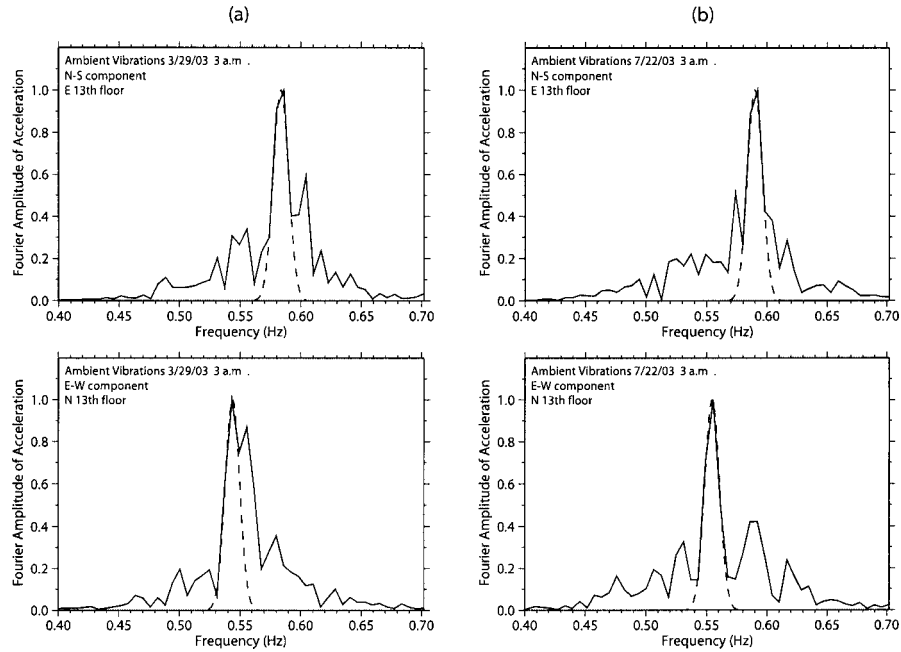 (a)
(b)
Ambient Vibrations 3/29/03 3 a.m .
N-S component
E 13th floor
Fourier Amplitude of Acceleration
1.0
0.8
0.6
0.4
0.2
0.0
0.40 0.45 0.50 0.55 0.60 0.65 0.70
Frequency (Hz)
Ambient Vibrations 7/22/03 3 a.m .
N-S component
E 13th floor
Fourier Amplitude of Acceleration
1.0
0.8
0.6
0.4
0.2
0.0
0.40 0.45 0.50 0.55 0.60 0.65 0.70
Frequency (Hz)
Ambient Vibrations 3/29/03 3 a.m .
E-W component
N 13th floor
Fourier Amplitude of Acceleration
1.0
0.8
0.6
0.4
0.2
0.0
0.40 0.45 0.50 0.55 0.60 0.65 0.70
Frequency (Hz)
Ambient Vibrations 7/22/03 3 a.m .
E-W component
N 13th floor
Fourier Amplitude of Acceleration
1.0
0.8
0.6
0.4
0.2
0.0
0.40 0.45 0.50 0.55 0.60 0.65 0.70
Frequency (Hz)